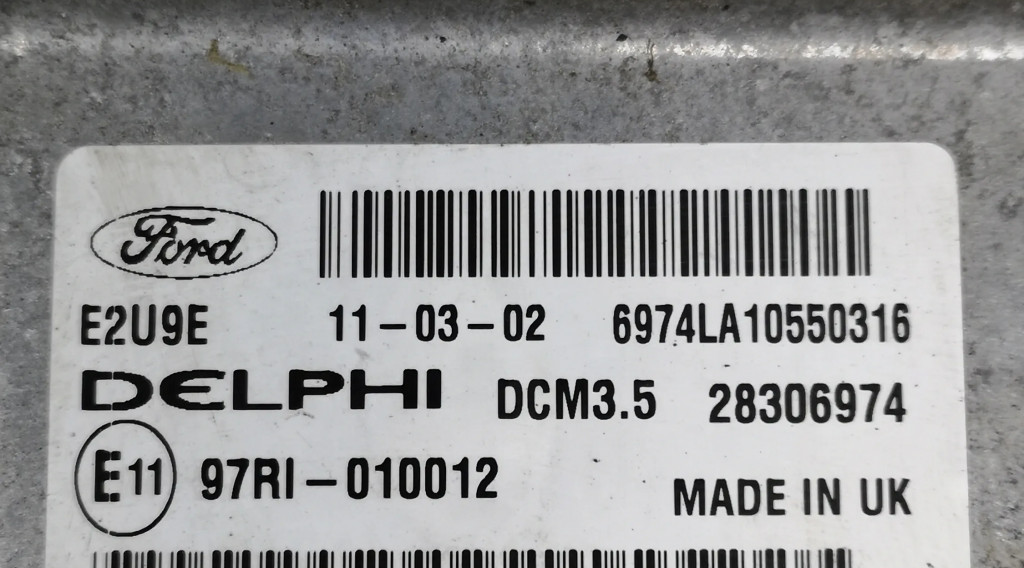 Ford
E2U9E 11-03-02 6974LA10550316
DELPHI DCM3.5 28306974
E11 97RI-010012
MADE IN UK